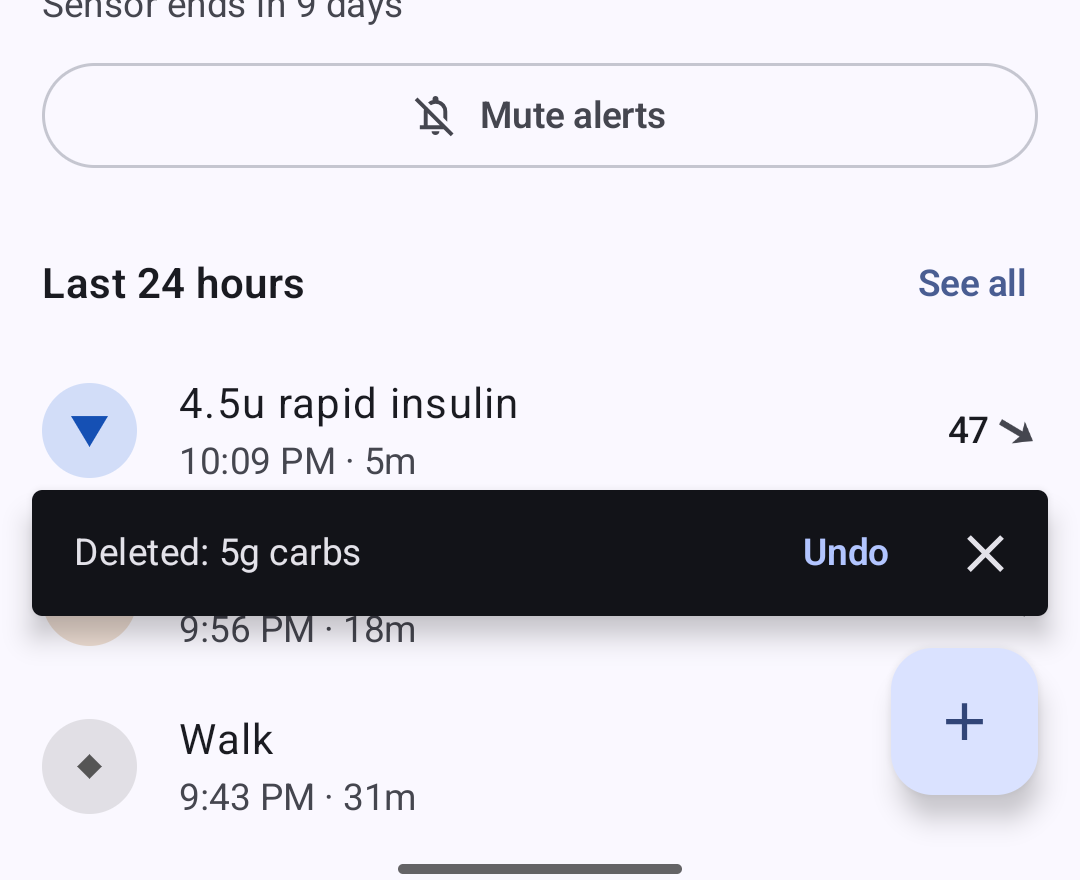 Sensor ends in 9 days
Mute alerts
Last 24 hours
See all
4.5u rapid insulin
47
10:09 PM · 5m
Deleted: 5g carbs
Undo
9:56 PM · 18m
Walk
9:43 PM · 31m